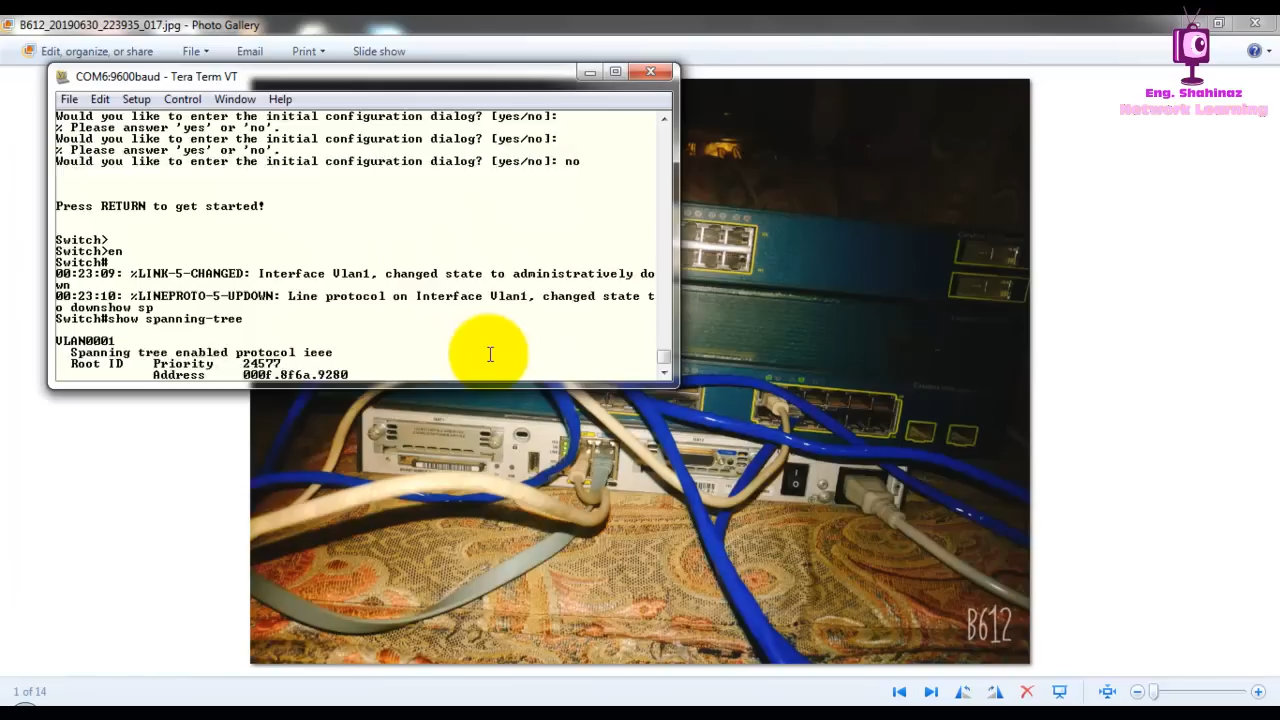 B612_20190630_223935_017.jpg - Photo Gallery
Edit, organize, or share File Email Print Slide show
Eng. Shahinaz
Network Learning
COM6:9600baud - Tera Term VT
File Edit Setup Control Window Help
Would you like to enter the initial configuration dialog? [yes/no]:
% Please answer 'yes' or 'no'.
Would you like to enter the initial configuration dialog? [yes/no]:
% Please answer 'yes' or 'no'.
Would you like to enter the initial configuration dialog? [yes/no]: no
Press RETURN to get started!
Switch>
Switch>en
Switch#
00:23:09: %LINK-5-CHANGED: Interface Vlan1, changed state to administratively do
wn
00:23:10: %LINEPROTO-5-UPDOWN: Line protocol on Interface Vlan1, changed state t
o downshow sp
Switch#show spanning-tree
VLAN0001
Spanning tree enabled protocol ieee
Root ID Priority 24577
Address 000f.8f6a.9280
B612
1 of 14